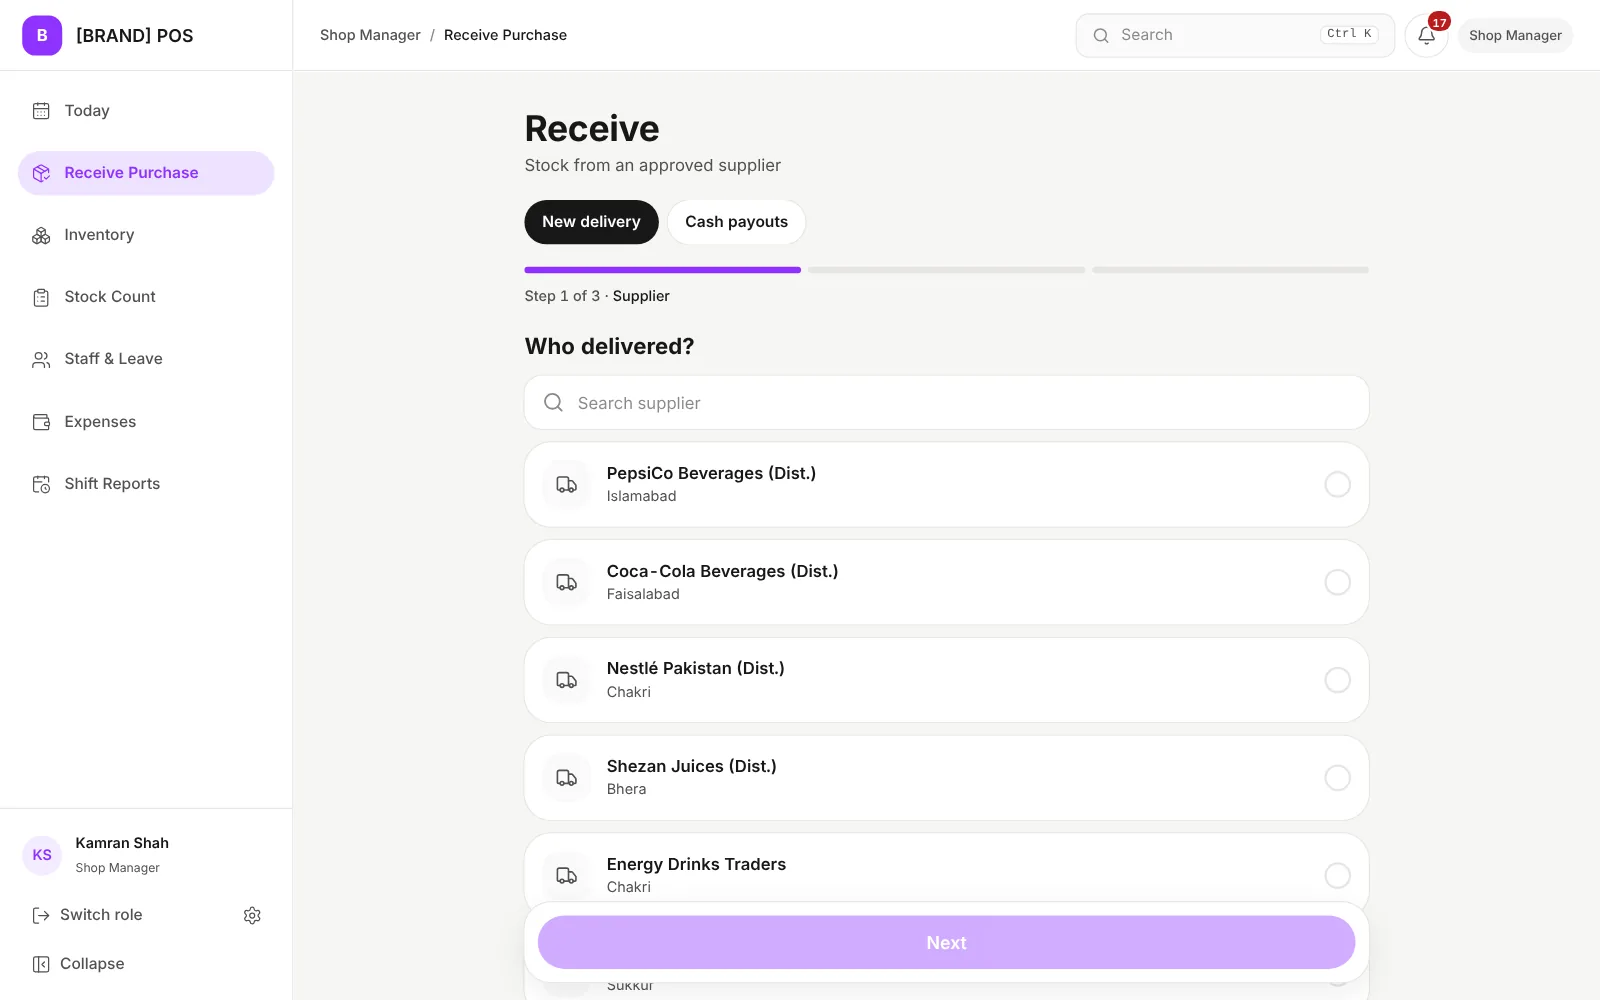 B [BRAND] POS
Shop Manager / Receive Purchase
Search Ctrl K
17
Shop Manager
Today
Receive Purchase
Inventory
Stock Count
Staff & Leave
Expenses
Shift Reports
KS
Kamran Shah
Shop Manager
Switch role
Collapse
Receive
Stock from an approved supplier
New delivery Cash payouts
Step 1 of 3 · Supplier
Who delivered?
Search supplier
PepsiCo Beverages (Dist.)
Islamabad
Coca-Cola Beverages (Dist.)
Faisalabad
Nestlé Pakistan (Dist.)
Chakri
Shezan Juices (Dist.)
Bhera
Energy Drinks Traders
Chakri
Next
Sukkur